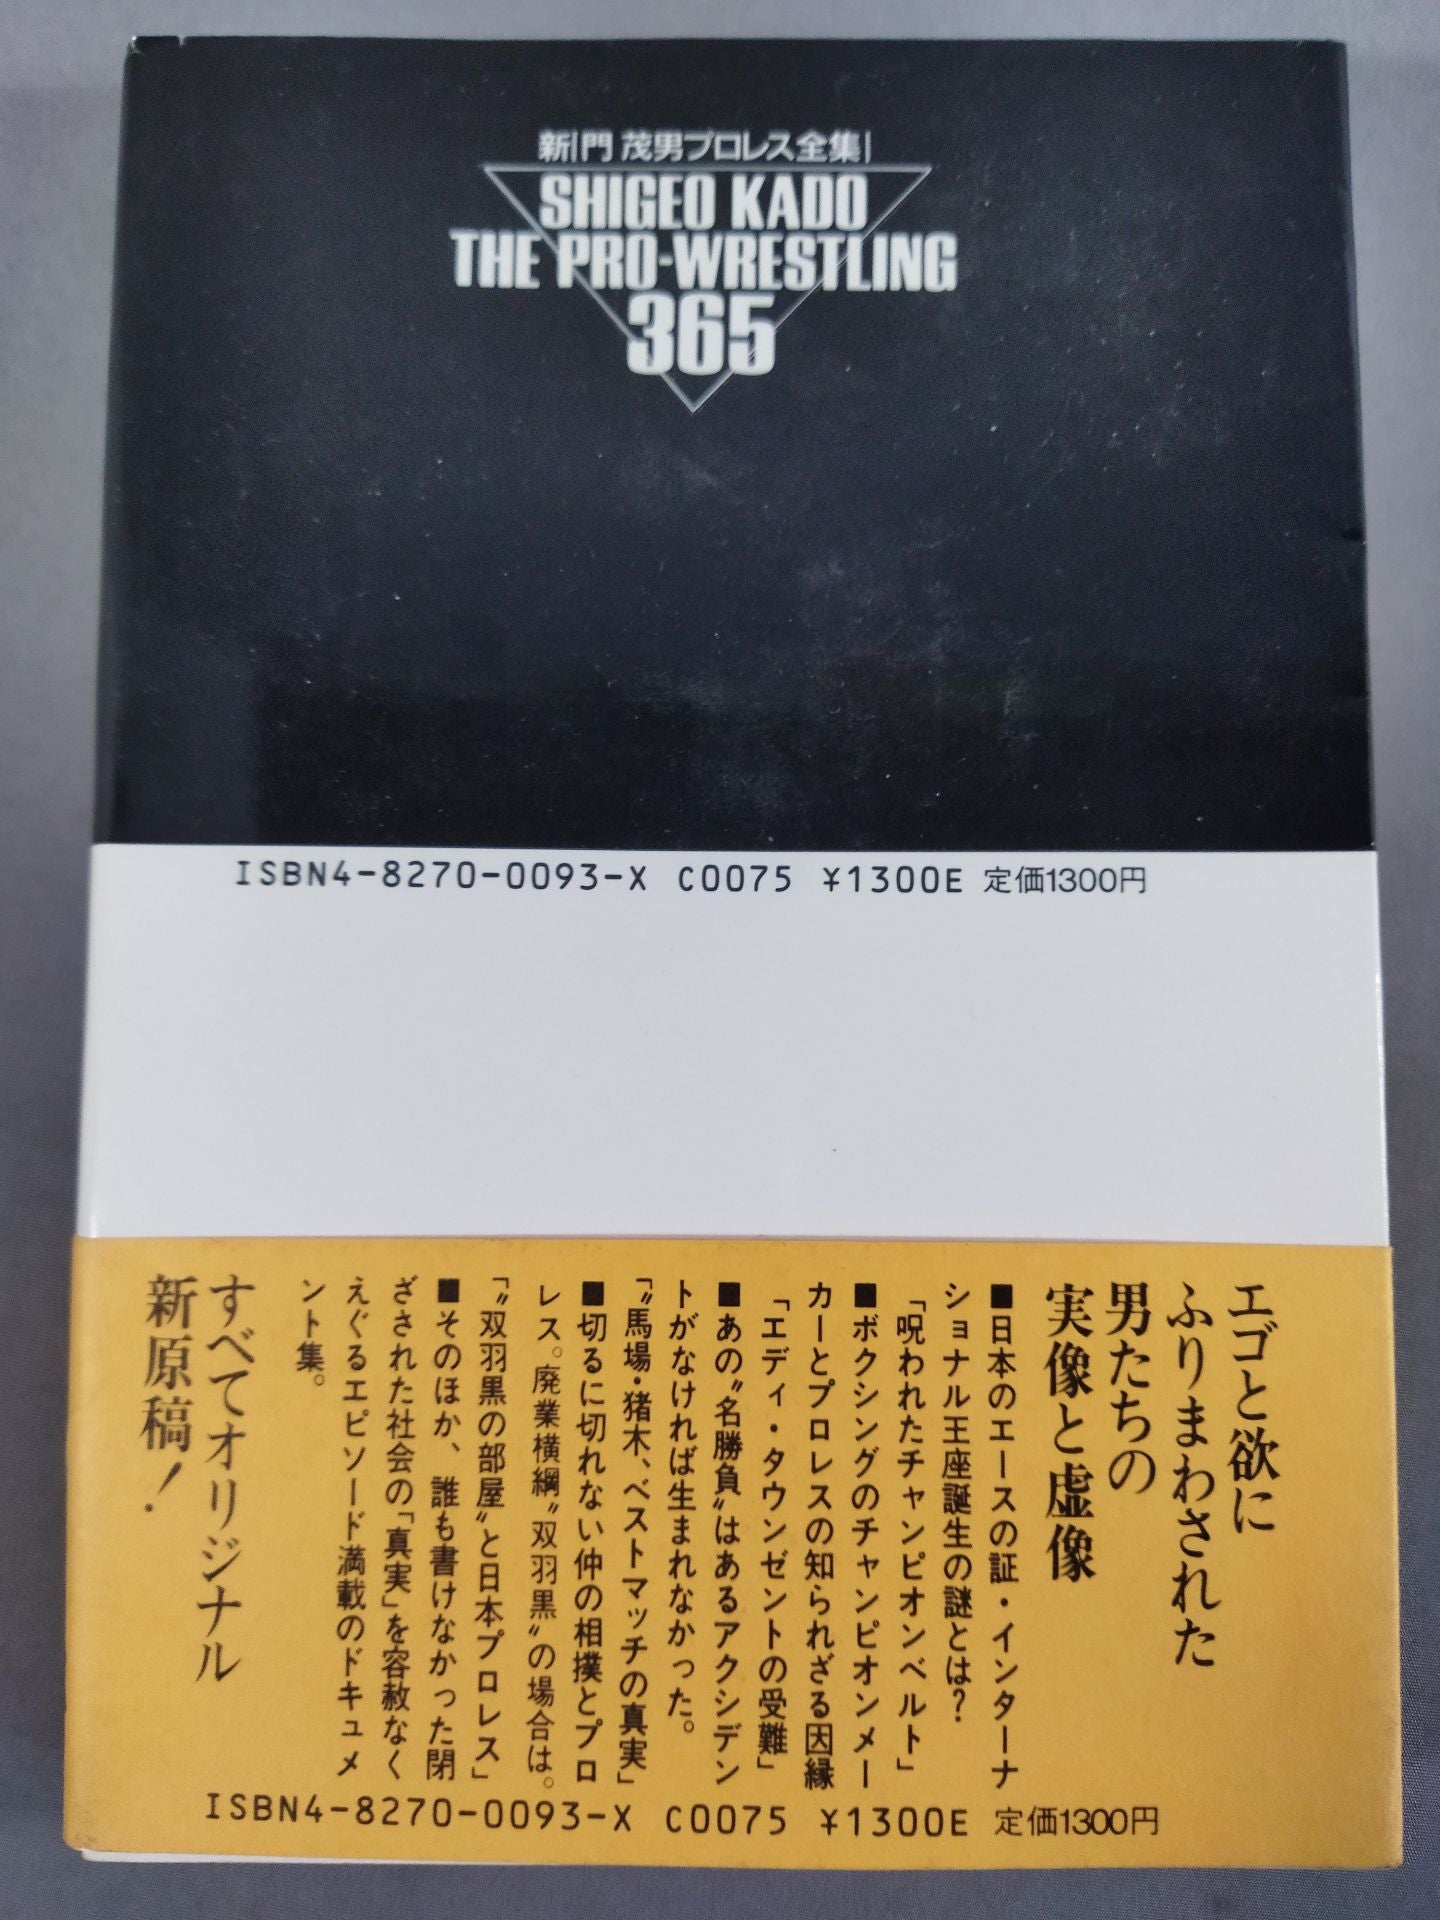 新|門 茂男プロレス全集|
SHIGEO KADO
THE PRO-WRESTLING
365
ISBN4-8270-0093-X C0075 ¥1300E 定価1300円
エゴと欲に
ふりまわされた
男たちの
実像と虚像
■日本のエースの証・インターナ
ショナル王座誕生の謎とは?
「呪われたチャンピオンベルト」
■ボクシングのチャンピオンメー
カーとプロレスの知られざる因縁
「エディ・タウンゼントの受難」
■あの〝名勝負〟はあるアクシデン
トがなければ生まれなかった。
「〝馬場・猪木、ベストマッチの真実」
■切るに切れない仲の相撲とプロ
レス。廃業横綱〝双羽黒〟の場合は。
「〝双羽黒の部屋〟と日本プロレス」
■そのほか、誰も書けなかった閉
ざされた社会の「真実」を容赦なく
えぐるエピソード満載のドキュメ
ント集。
すべてオリジナル
新原稿!
ISBN4-8270-0093-X C0075 ¥1300E 定価1300円